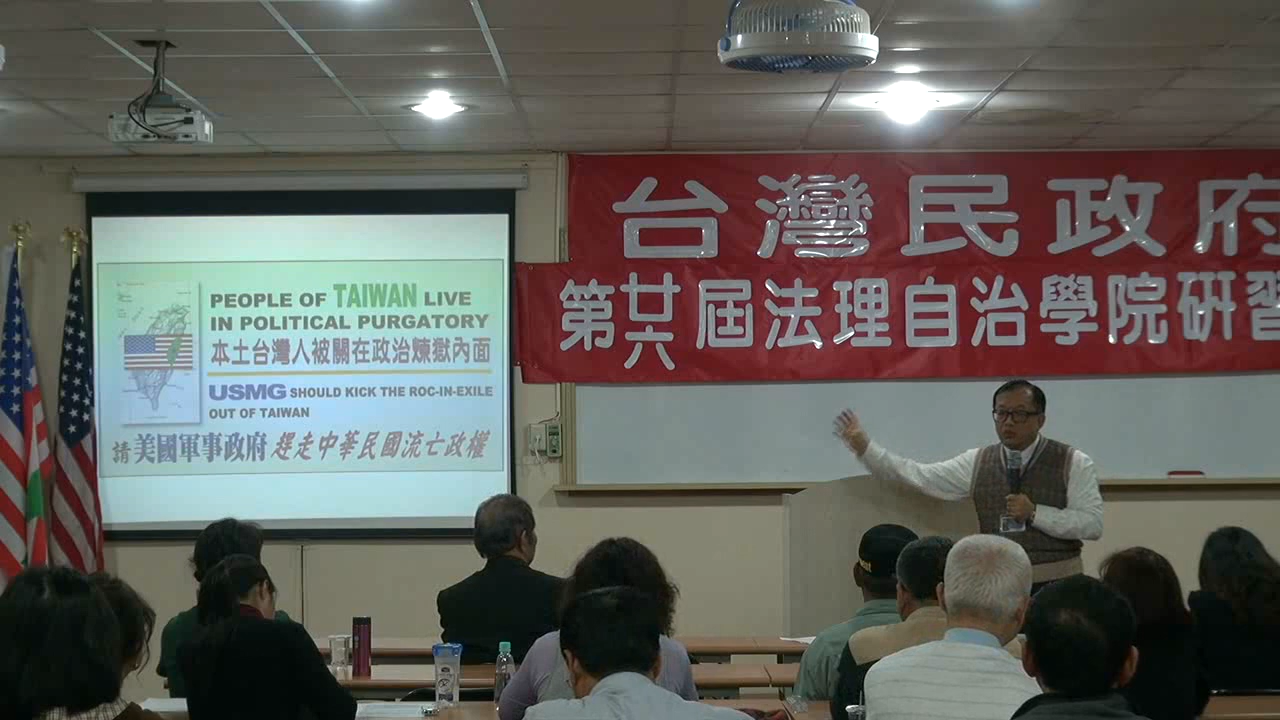 PEOPLE OF TAIWAN LIVE
IN POLITICAL PURGATORY
本土台灣人被關在政治煉獄內面
USMG SHOULD KICK THE ROC-IN-EXILE
OUT OF TAIWAN
請美國軍事政府趕走中華民國流亡政權
台灣民政府
第廿六屆法理自治學院研習